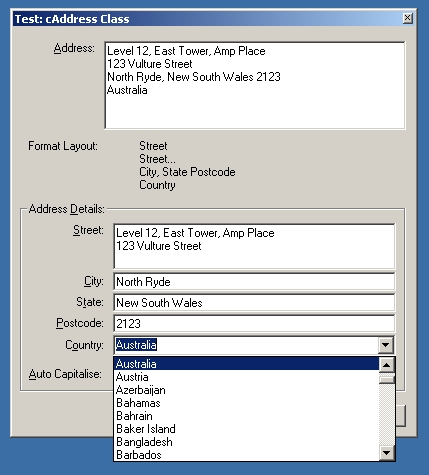 Test: cAddress Class
Address:
Level 12, East Tower, Amp Place
123 Vulture Street
North Ryde, New South Wales 2123
Australia
Format Layout:
Street
Street...
City, State Postcode
Country
Address Details:
Street:
Level 12, East Tower, Amp Place
123 Vulture Street
City:
North Ryde
State:
New South Wales
Postcode:
2123
Country:
Australia
Auto Capitalise:
Australia
Austria
Azerbaijan
Bahamas
Bahrain
Baker Island
Bangladesh
Barbados